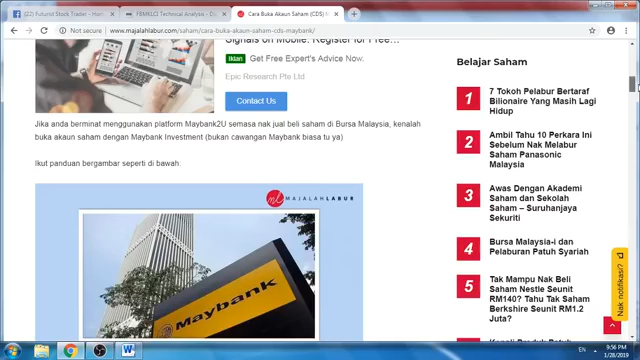 (22) Futurist Stock Trader - Hom
FBMKLCI Technical Analysis -
Cara Buka Akaun Saham (CDS) M
Not secure
www.majalahlabur.com/saham/cara-buka-akaun-saham-cds-maybank/
Signals on Mobile. Register for Free…
Iklan Get Free Expert's Advice Now.
Epic Research Pte Ltd
Contact Us
Jika anda berminat menggunakan platform Maybank2U semasa nak jual beli saham di Bursa Malaysia, kenalah
buka akaun saham dengan Maybank Investment (bukan cawangan Maybank biasa tu ya)
Ikut panduan bergambar seperti di bawah:
nl MAJALAHLABUR
Maybank
Belajar Saham
1
7 Tokoh Pelabur Bertaraf
Bilionaire Yang Masih Lagi
Hidup
2
Ambil Tahu 10 Perkara Ini
Sebelum Nak Melabur
Saham Panasonic
Malaysia
3
Awas Dengan Akademi
Saham dan Sekolah
Saham – Suruhanjaya
Sekuriti
4
Bursa Malaysia-i dan
Pelaburan Patuh Syariah
5
Tak Mampu Nak Beli
Saham Nestle Seunit
RM140? Tahu Tak Saham
Berkshire Seunit RM1.2
Juta?
Nak notifikasi?
EN
9:56 PM
1/28/2019